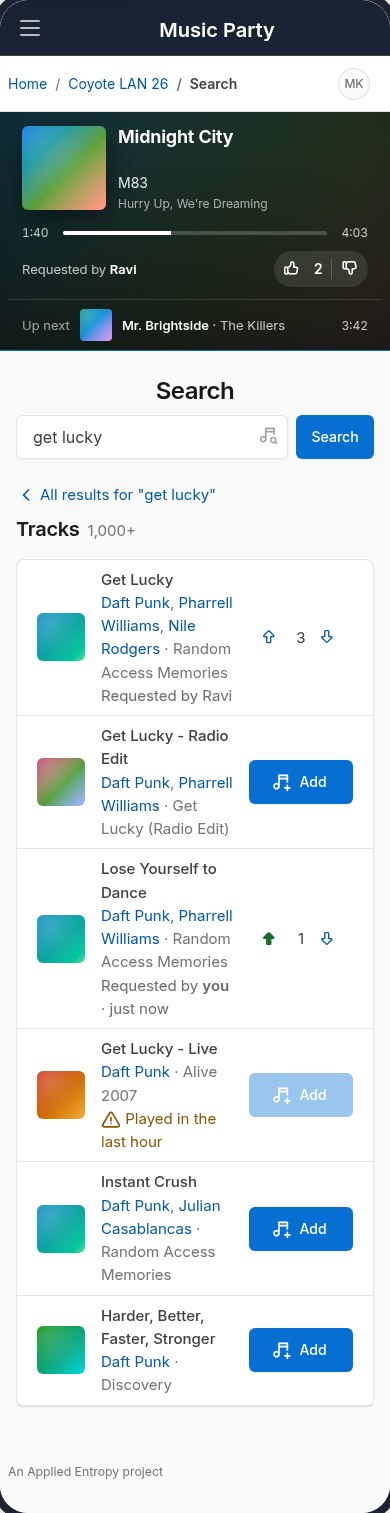 Music Party
Home / Coyote LAN 26 / Search
MK
Midnight City
M83
Hurry Up, We're Dreaming
1:40 4:03
Requested by Ravi 2
Up next Mr. Brightside · The Killers 3:42
Search
get lucky Search
All results for "get lucky"
Tracks 1,000+
Get Lucky
Daft Punk, Pharrell
Williams, Nile
Rodgers · Random
Access Memories
Requested by Ravi
3
Get Lucky - Radio
Edit
Daft Punk, Pharrell
Williams · Get
Lucky (Radio Edit)
Add
Lose Yourself to
Dance
Daft Punk, Pharrell
Williams · Random
Access Memories
Requested by you
· just now
1
Get Lucky - Live
Daft Punk · Alive
2007
Played in the
last hour
Add
Instant Crush
Daft Punk, Julian
Casablancas ·
Random Access
Memories
Add
Harder, Better,
Faster, Stronger
Daft Punk ·
Discovery
Add
An Applied Entropy project